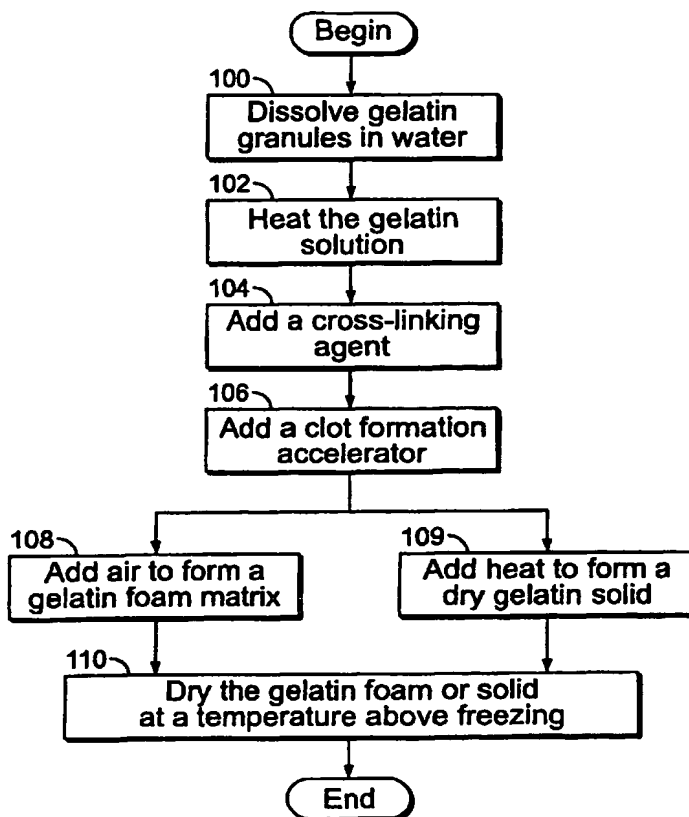 Begin
100
Dissolve gelatin
granules in water
102
Heat the gelatin
solution
104
Add a cross-linking
agent
106
Add a clot formation
accelerator
108
Add air to form a
gelatin foam matrix
109
Add heat to form a
dry gelatin solid
110
Dry the gelatin foam or solid
at a temperature above freezing
End